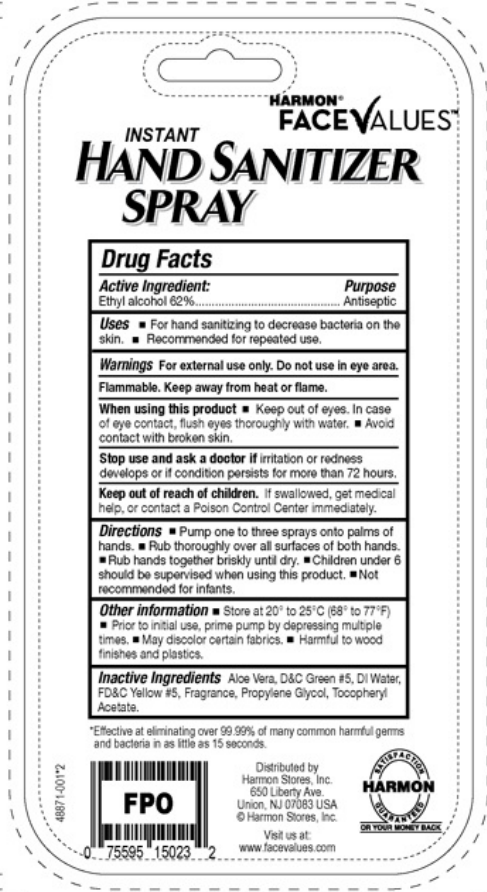 HARMON®
FACEVALUES™
INSTANT
HAND SANITIZER
SPRAY
Drug Facts
Active Ingredient: Purpose
Ethyl alcohol 62%............................................ Antiseptic
Uses ▪ For hand sanitizing to decrease bacteria on the
skin. ▪ Recommended for repeated use.
Warnings For external use only. Do not use in eye area.
Flammable. Keep away from heat or flame.
When using this product ▪ Keep out of eyes. In case
of eye contact, flush eyes thoroughly with water. ▪ Avoid
contact with broken skin.
Stop use and ask a doctor if irritation or redness
develops or if condition persists for more than 72 hours.
Keep out of reach of children. If swallowed, get medical
help, or contact a Poison Control Center immediately.
Directions ▪ Pump one to three sprays onto palms of
hands. ▪ Rub thoroughly over all surfaces of both hands.
▪ Rub hands together briskly until dry. ▪ Children under 6
should be supervised when using this product. ▪ Not
recommended for infants.
Other information ▪ Store at 20° to 25°C (68° to 77°F)
▪ Prior to initial use, prime pump by depressing multiple
times. ▪ May discolor certain fabrics. ▪ Harmful to wood
finishes and plastics.
Inactive Ingredients Aloe Vera, D&C Green #5, DI Water,
FD&C Yellow #5, Fragrance, Propylene Glycol, Tocopheryl
Acetate.
*Effective at eliminating over 99.99% of many common harmful germs
and bacteria in as little as 15 seconds.
48871-001*2
FPO
0 75595 15023 2
Distributed by
Harmon Stores, Inc.
650 Liberty Ave.
Union, NJ 07083 USA
© Harmon Stores, Inc.
Visit us at:
www.facevalues.com
SATISFACTION
HARMON
GUARANTEED
OR YOUR MONEY BACK